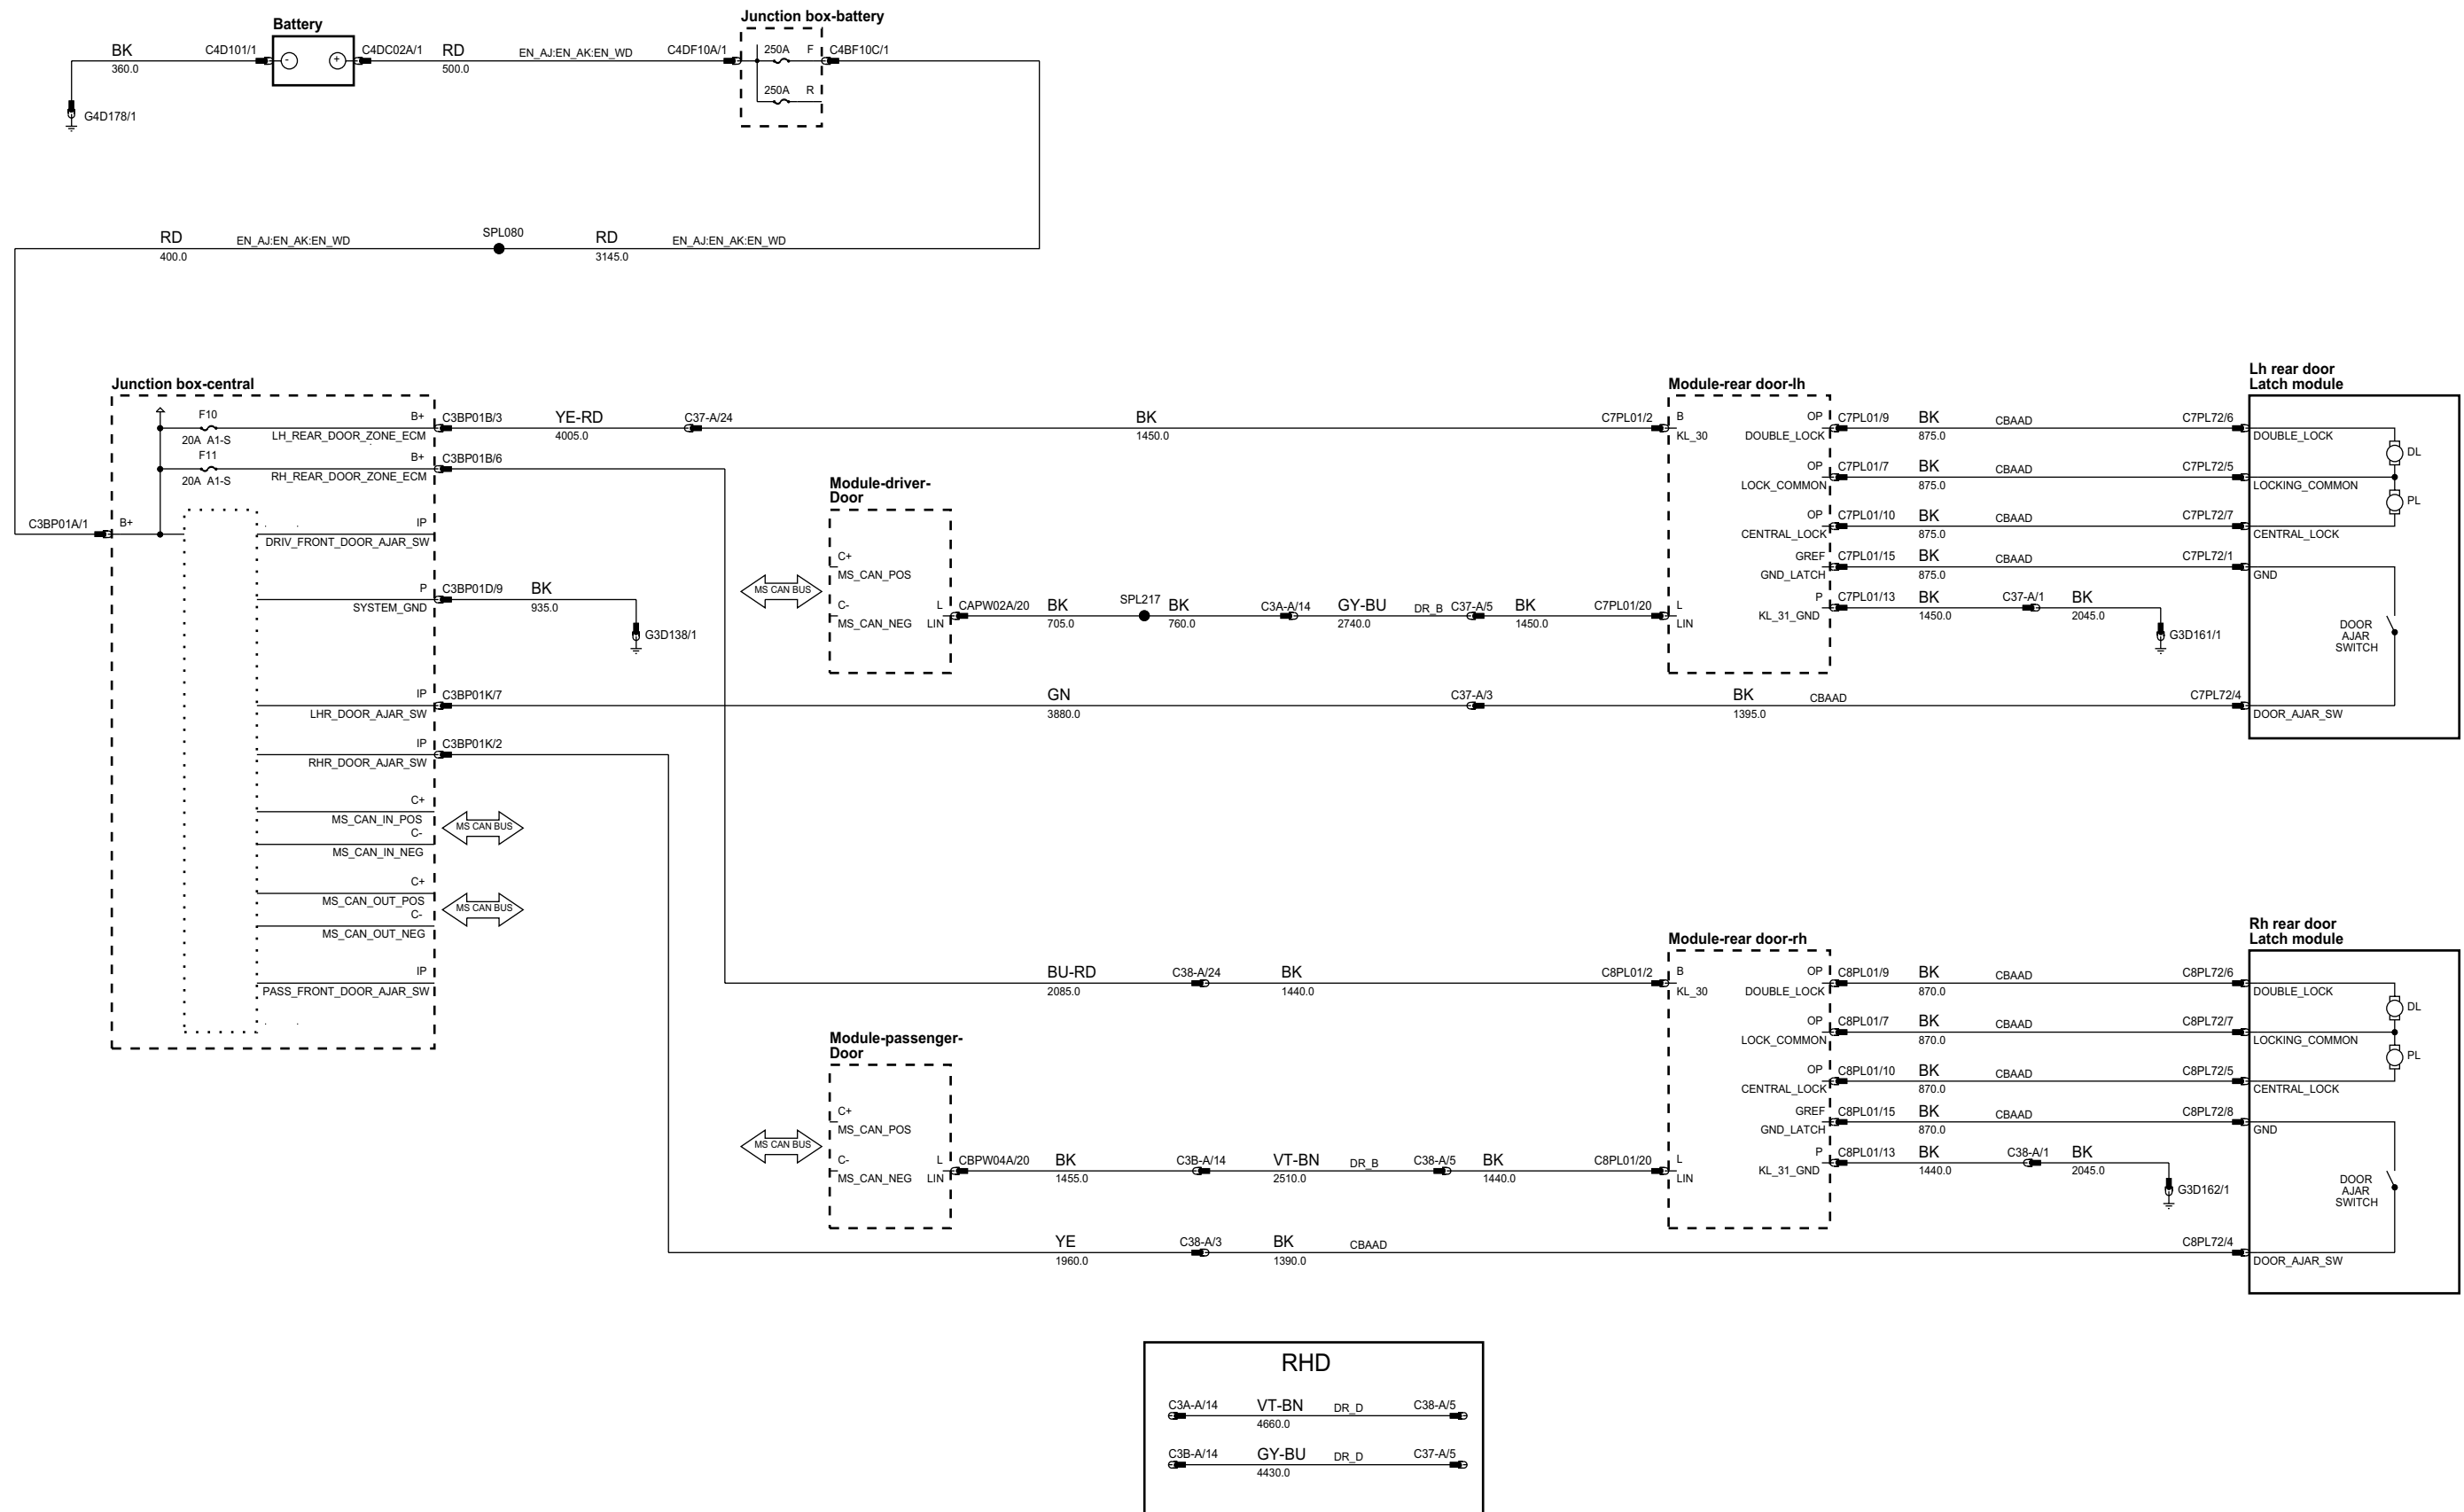 Battery
Junction box-battery
BK
360.0
C4D101/1
-
+
C4DC02A/1
RD
500.0
EN_AJ:EN_AK:EN_WD
C4DF10A/1
250A F
250A R
C4BF10C/1
G4D178/1
RD
400.0
EN_AJ:EN_AK:EN_WD
SPL080
RD
3145.0
EN_AJ:EN_AK:EN_WD
Junction box-central
F10
20A A1-S
B+
LH_REAR_DOOR_ZONE_ECM
C3BP01B/3
YE-RD
4005.0
C37-A/24
BK
1450.0
C7PL01/2
F11
20A A1-S
B+
RH_REAR_DOOR_ZONE_ECM
C3BP01B/6
C3BP01A/1
B+
IP
DRIV_FRONT_DOOR_AJAR_SW
P
SYSTEM_GND
C3BP01D/9
BK
935.0
G3D138/1
IP
LHR_DOOR_AJAR_SW
C3BP01K/7
GN
3880.0
C37-A/3
BK
1395.0
CBAAD
C7PL72/4
IP
RHR_DOOR_AJAR_SW
C3BP01K/2
C+
MS_CAN_IN_POS
C-
MS_CAN_IN_NEG
MS CAN BUS
C+
MS_CAN_OUT_POS
C-
MS_CAN_OUT_NEG
MS CAN BUS
IP
PASS_FRONT_DOOR_AJAR_SW
Module-driver-
Door
MS CAN BUS
C+
MS_CAN_POS
C-
MS_CAN_NEG
L
LIN
CAPW02A/20
BK
705.0
SPL217
BK
760.0
C3A-A/14
GY-BU
2740.0
DR_B
C37-A/5
BK
1450.0
C7PL01/20
Module-rear door-lh
B
KL_30
L
LIN
OP
DOUBLE_LOCK
C7PL01/9
BK
875.0
CBAAD
C7PL72/6
OP
LOCK_COMMON
C7PL01/7
BK
875.0
CBAAD
C7PL72/5
OP
CENTRAL_LOCK
C7PL01/10
BK
875.0
CBAAD
C7PL72/7
GREF
GND_LATCH
C7PL01/15
BK
875.0
CBAAD
C7PL72/1
P
KL_31_GND
C7PL01/13
BK
1450.0
C37-A/1
BK
2045.0
G3D161/1
Lh rear door
Latch module
DOUBLE_LOCK
DL
LOCKING_COMMON
PL
CENTRAL_LOCK
GND
DOOR
AJAR
SWITCH
DOOR_AJAR_SW
BU-RD
2085.0
C38-A/24
BK
1440.0
C8PL01/2
Module-passenger-
Door
MS CAN BUS
C+
MS_CAN_POS
C-
MS_CAN_NEG
L
LIN
CBPW04A/20
BK
1455.0
C3B-A/14
VT-BN
2510.0
DR_B
C38-A/5
BK
1440.0
C8PL01/20
YE
1960.0
C38-A/3
BK
1390.0
CBAAD
C8PL72/4
Module-rear door-rh
B
KL_30
L
LIN
OP
DOUBLE_LOCK
C8PL01/9
BK
870.0
CBAAD
C8PL72/6
OP
LOCK_COMMON
C8PL01/7
BK
870.0
CBAAD
C8PL72/7
OP
CENTRAL_LOCK
C8PL01/10
BK
870.0
CBAAD
C8PL72/5
GREF
GND_LATCH
C8PL01/15
BK
870.0
CBAAD
C8PL72/8
P
KL_31_GND
C8PL01/13
BK
1440.0
C38-A/1
BK
2045.0
G3D162/1
Rh rear door
Latch module
DOUBLE_LOCK
DL
LOCKING_COMMON
PL
CENTRAL_LOCK
GND
DOOR
AJAR
SWITCH
DOOR_AJAR_SW
RHD
C3A-A/14
VT-BN
4660.0
DR_D
C38-A/5
C3B-A/14
GY-BU
4430.0
DR_D
C37-A/5